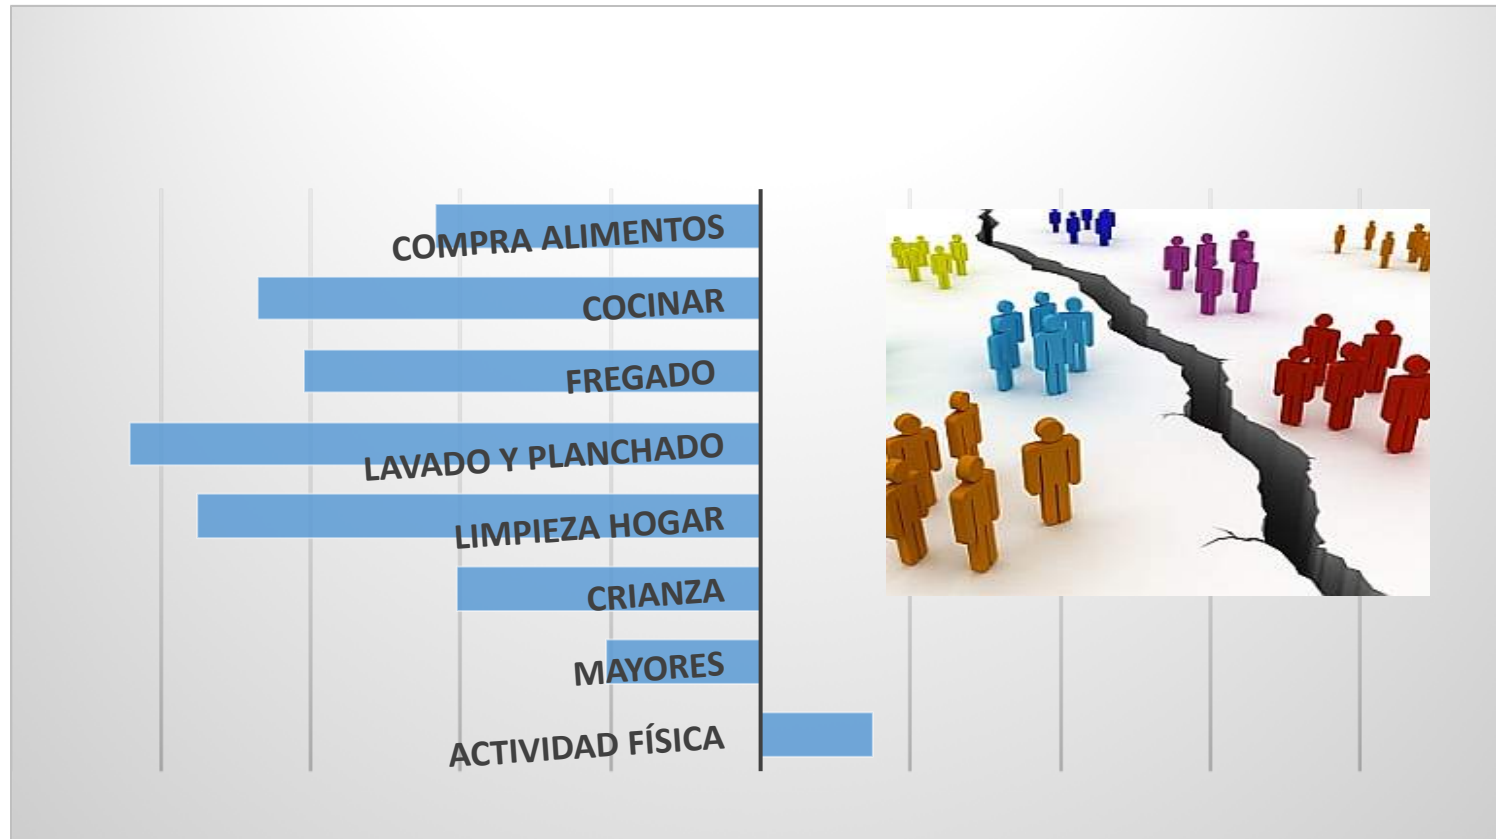 COMPRA ALIMENTOS
COCINAR
FREGADO
LAVADO Y PLANCHADO
LIMPIEZA HOGAR
CRIANZA
MAYORES
ACTIVIDAD FÍSICA